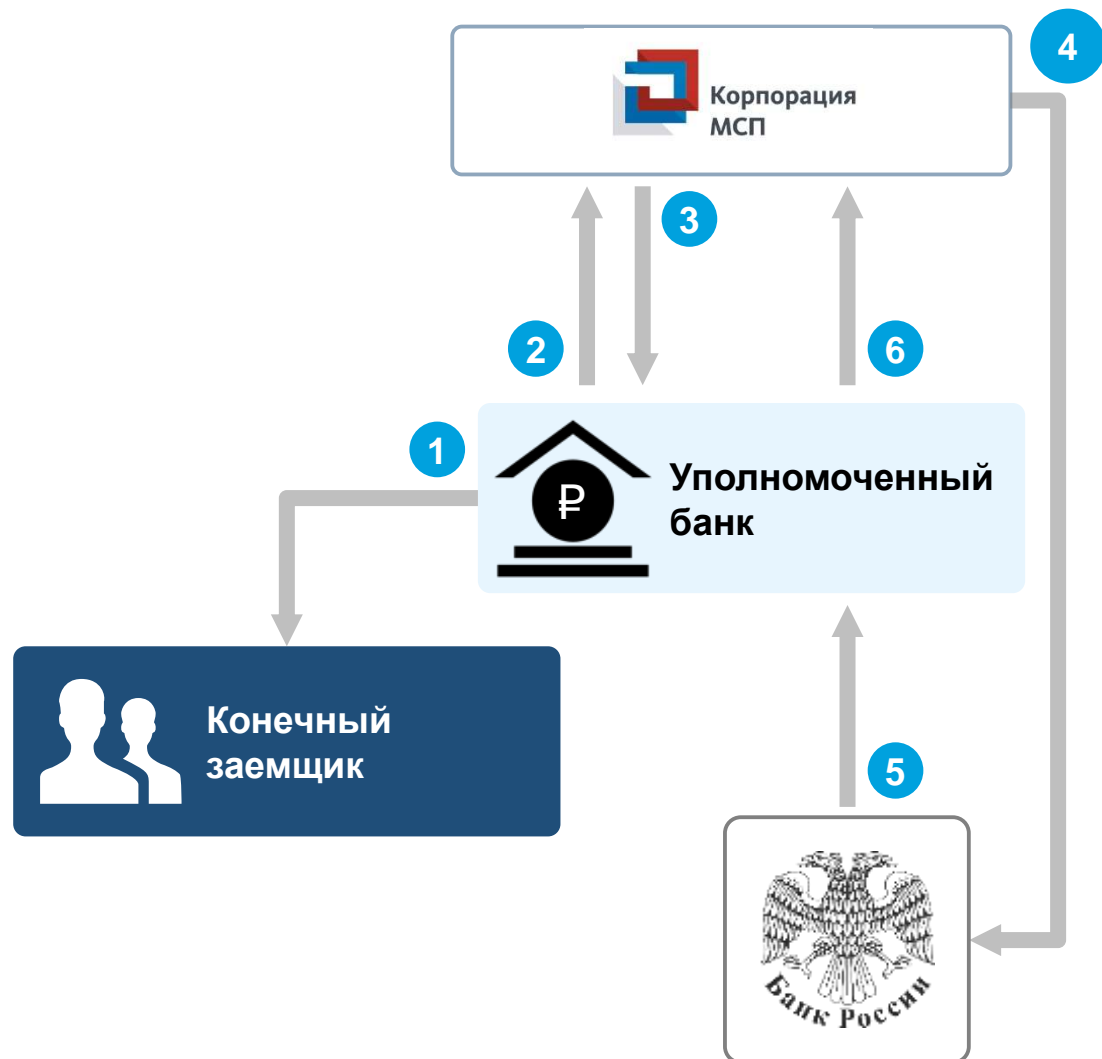 4
Корпорация
МСП
3
2
6
1
₽
Уполномоченный
банк
Конечный
заемщик
5
Банк России